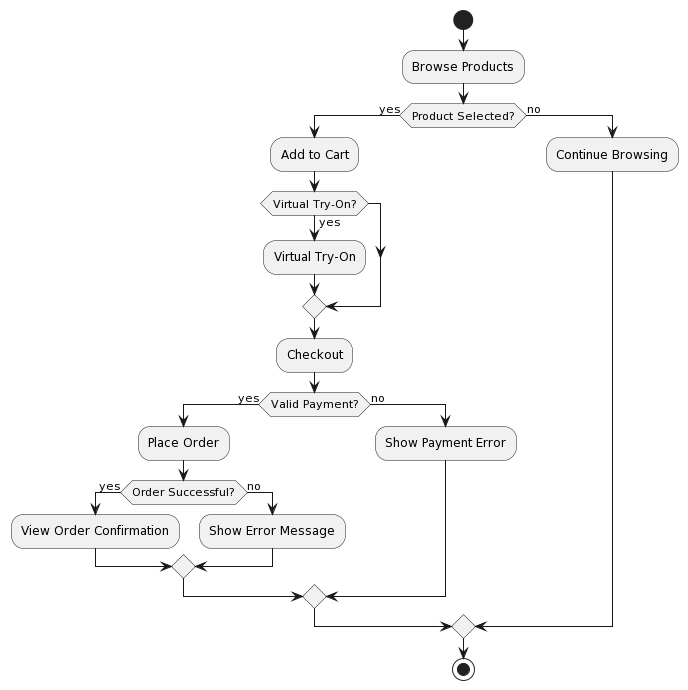 Browse Products
yes
Product Selected?
no
Add to Cart
Continue Browsing
Virtual Try-On?
yes
Virtual Try-On
Checkout
yes
Valid Payment?
no
Place Order
Show Payment Error
yes
Order Successful?
no
View Order Confirmation
Show Error Message